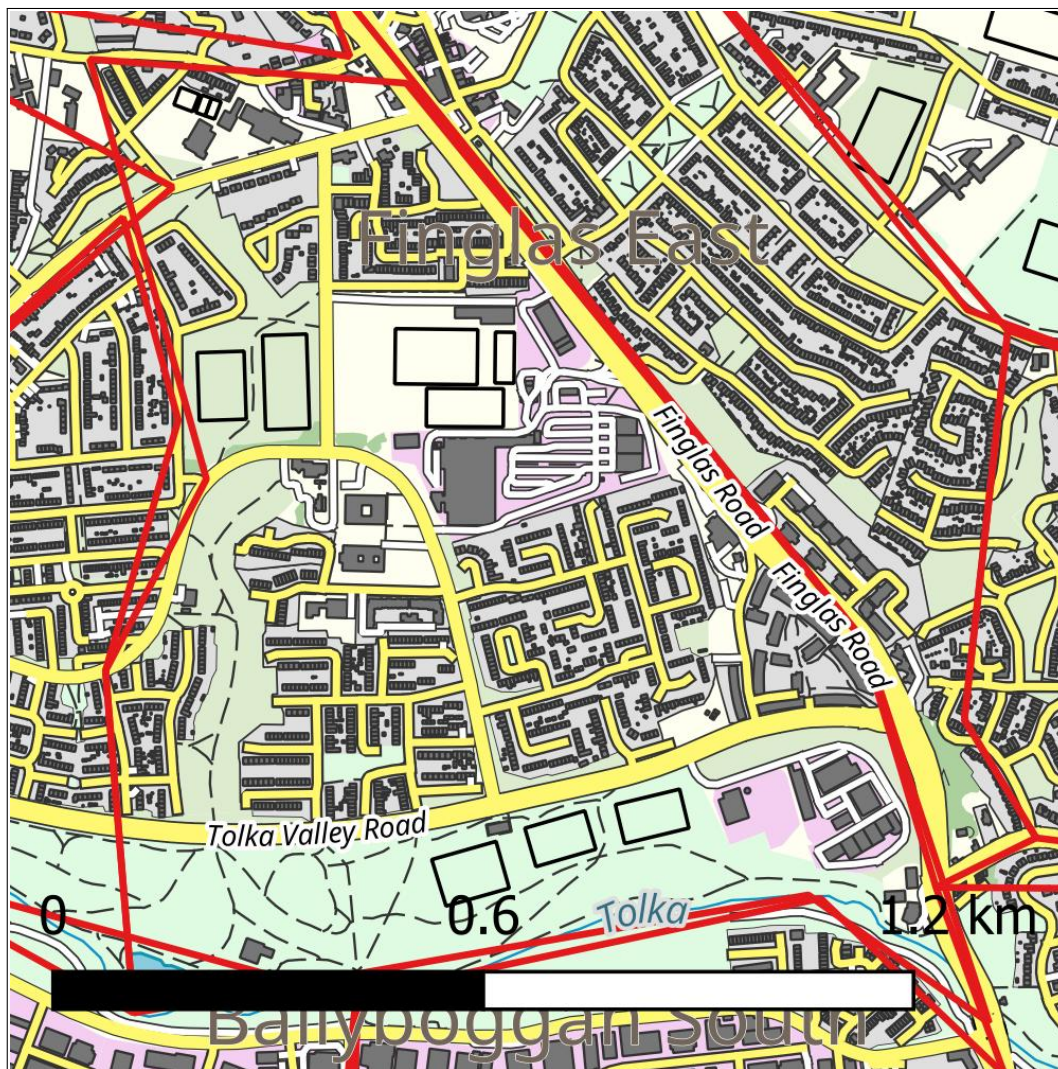 Finglas East
Finglas Road
Finglas Road
Tolka Valley Road
Tolka
0
0.6
1.2 km
Ballyboggan South